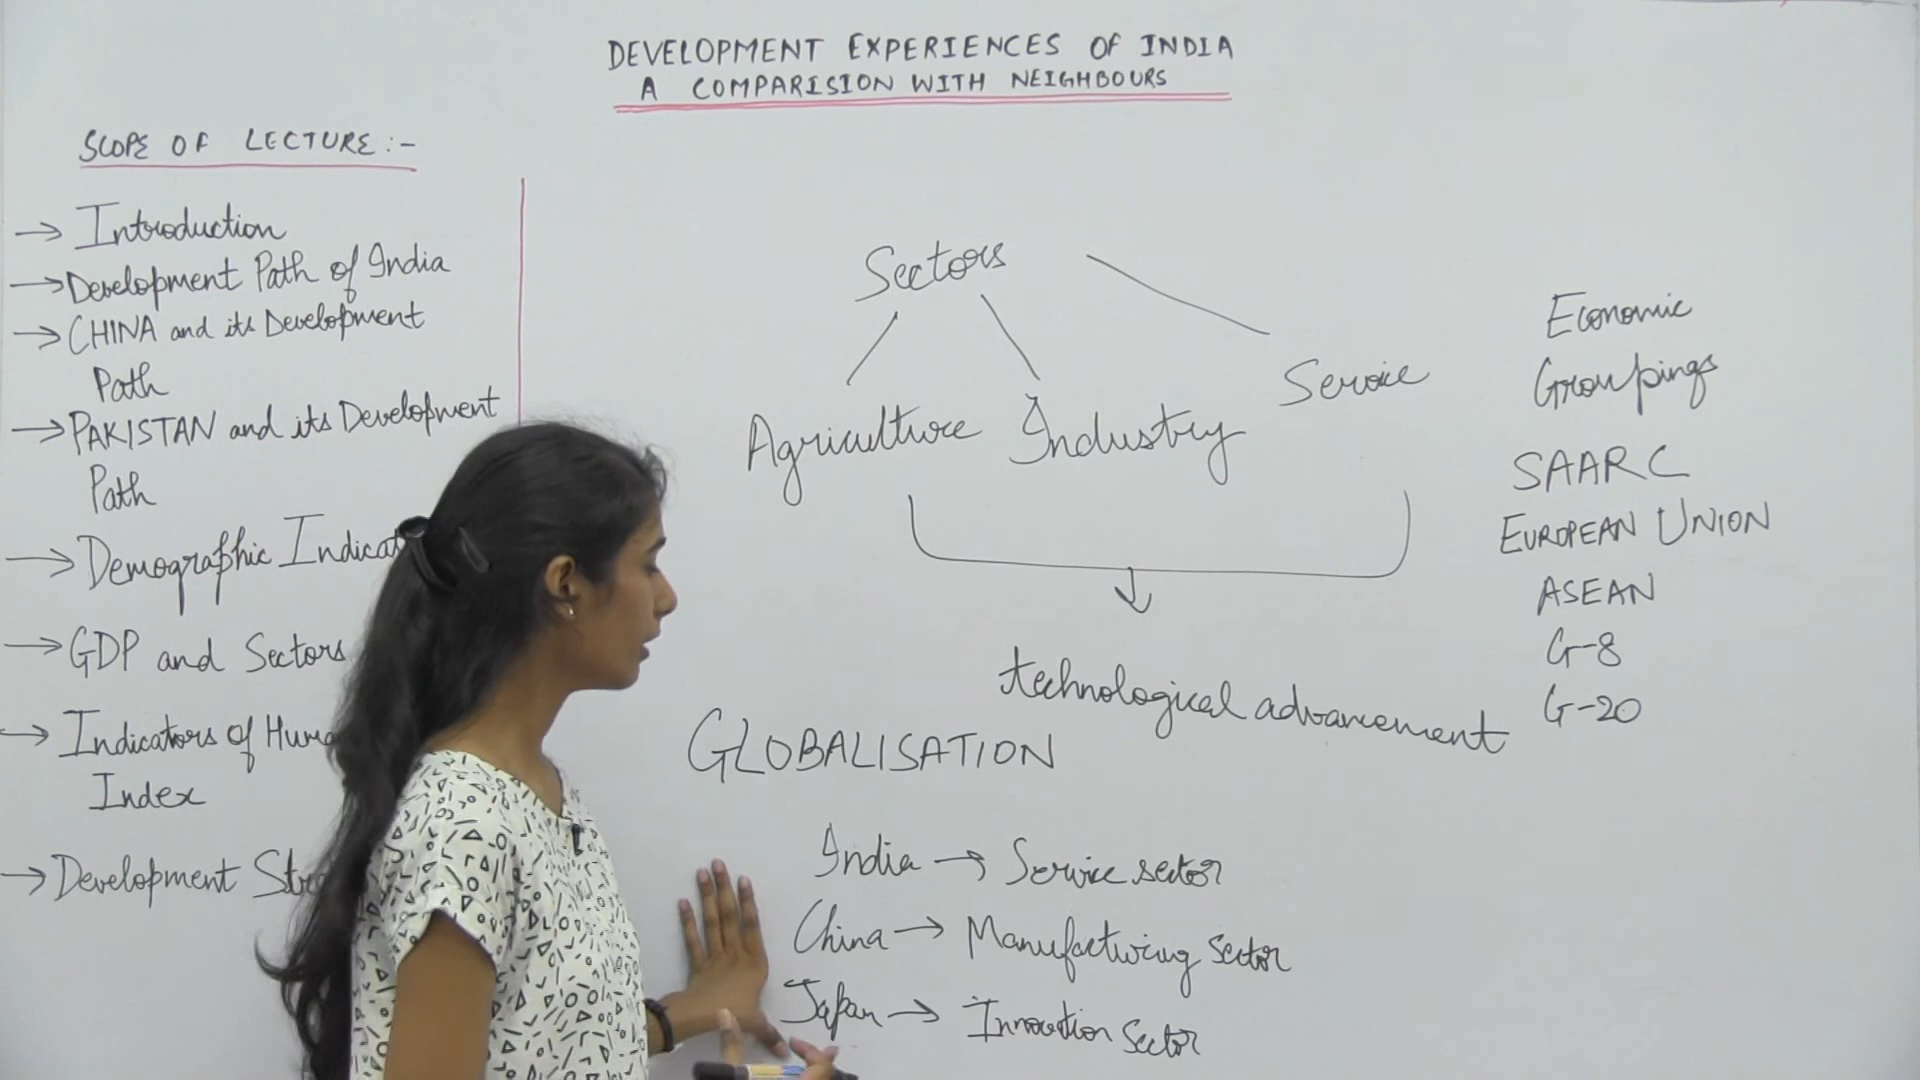 DEVELOPMENT EXPERIENCES OF INDIA
A COMPARISION WITH NEIGHBOURS
SCOPE OF LECTURE :-
→ Introduction
→ Development Path of India
→ CHINA and its Development
Path
→ PAKISTAN and its Development
Path
→ Demographic
→ GDP and Sectors
→ Indicators of
Index
→ Development
Sectors
Agriculture Industry Service
technological advancement
GLOBALISATION
India → Service sector
China → Manufacturing Sector
Japan → Innovation Sector
Economic
Groupings
SAARC
EUROPEAN UNION
ASEAN
G-8
G-20